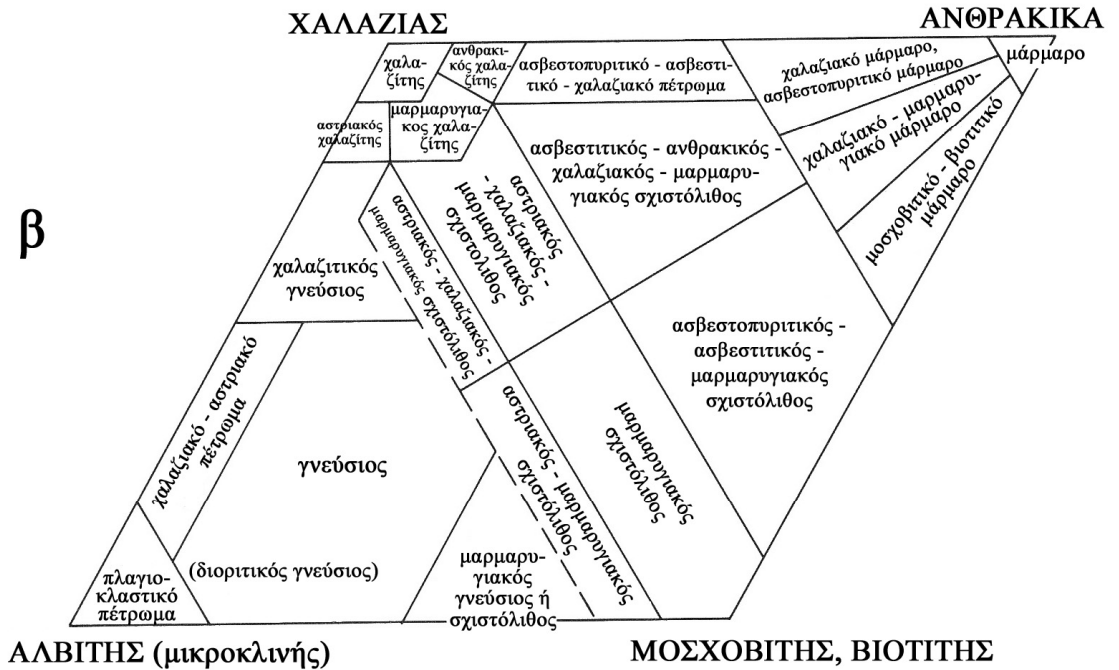 ΧΑΛΑΖΙΑΣ
ΑΝΘΡΑΚΙΚΑ
χαλα-
ζίτης
ανθρακι-
κός χαλα-
ζίτης
ασβεστοπυριτικό - ασβεστι-
τικό - χαλαζιακό πέτρωμα
χαλαζιακό μάρμαρο,
ασβεστοπυριτικό μάρμαρο
μάρμαρο
αστριακός
χαλαζίτης
μαρμαρυγια-
κος χαλα-
ζίτης
ασβεστιτικός - ανθρακικός -
χαλαζιακός - μαρμαρυ-
γιακός σχιστόλιθος
χαλαζιακό - μαρμαρυ-
γιακό μάρμαρο
μοσχοβιτικό - βιοτιτικό
μάρμαρο
β
χαλαζιτικός
γνεύσιος
αστριακός - χαλαζιακός -
μαρμαρυγιακός σχιστόλιθος
αστριακός
- χαλαζιακός -
μαρμαρυγιακός
σχιστόλιθος
ασβεστοπυριτικός -
ασβεστιτικός -
μαρμαρυγιακός
σχιστόλιθος
χαλαζιακό - αστριακό
πέτρωμα
γνεύσιος
(διοριτικός γνεύσιος)
αστριακός - μαρμαρυγιακός
σχιστόλιθος
μαρμαρυγιακός
σχιστόλιθος
πλαγιο-
κλαστικό
πέτρωμα
μαρμαρυ-
γιακός
γνεύσιος ή
σχιστόλιθος
ΑΛΒΙΤΗΣ (μικροκλινής)
ΜΟΣΧΟΒΙΤΗΣ, ΒΙΟΤΙΤΗΣ